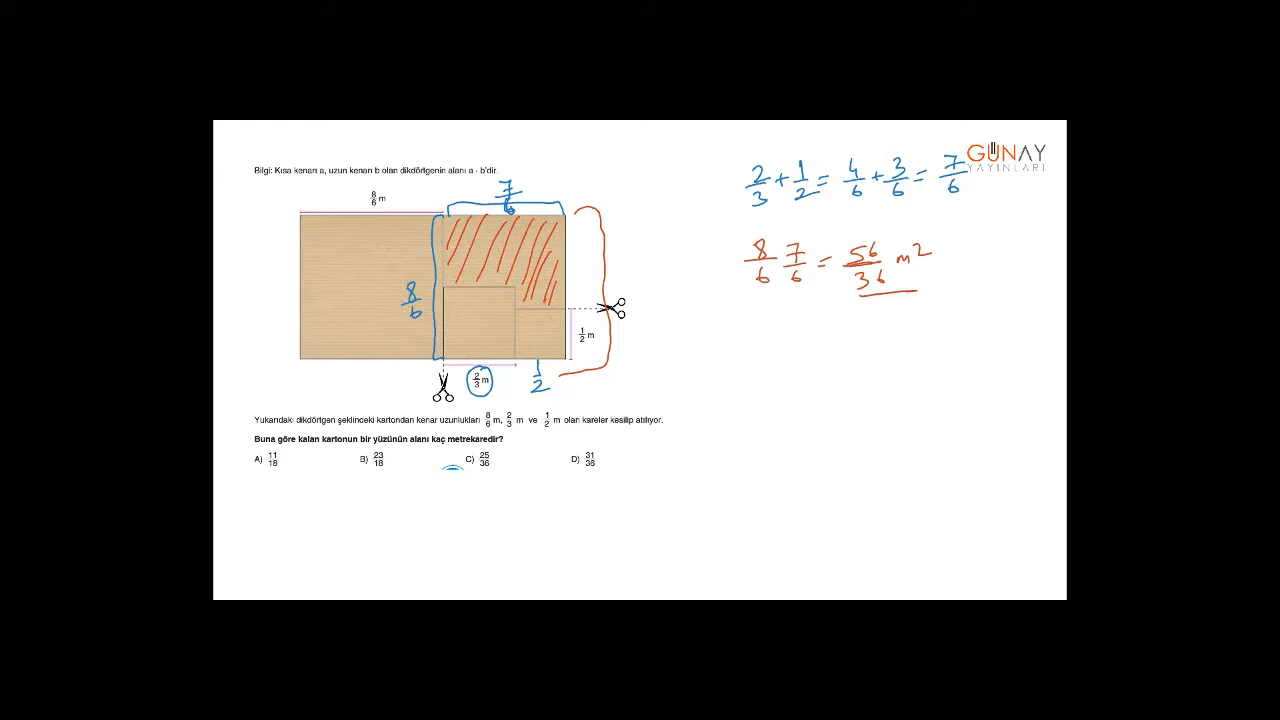 GÜNAY
YAYINLARI
Bilgi: Kısa kenarı a, uzun kenarı b olan dikdörtgenin alanı a · b'dir.
8/6 m
7/6
8/6
1/2 m
2/3 m
1/2
2/3 + 1/2 = 4/6 + 3/6 = 7/6
8/6 7/6 = 56/36 m²
Yukarıdaki dikdörtgen şeklindeki kartondan kenar uzunlukları 8/6 m, 2/3 m ve 1/2 m olan kareler kesilip atılıyor.
Buna göre kalan kartonun bir yüzünün alanı kaç metrekaredir?
A) 11/18 B) 23/18 C) 25/36 D) 31/36